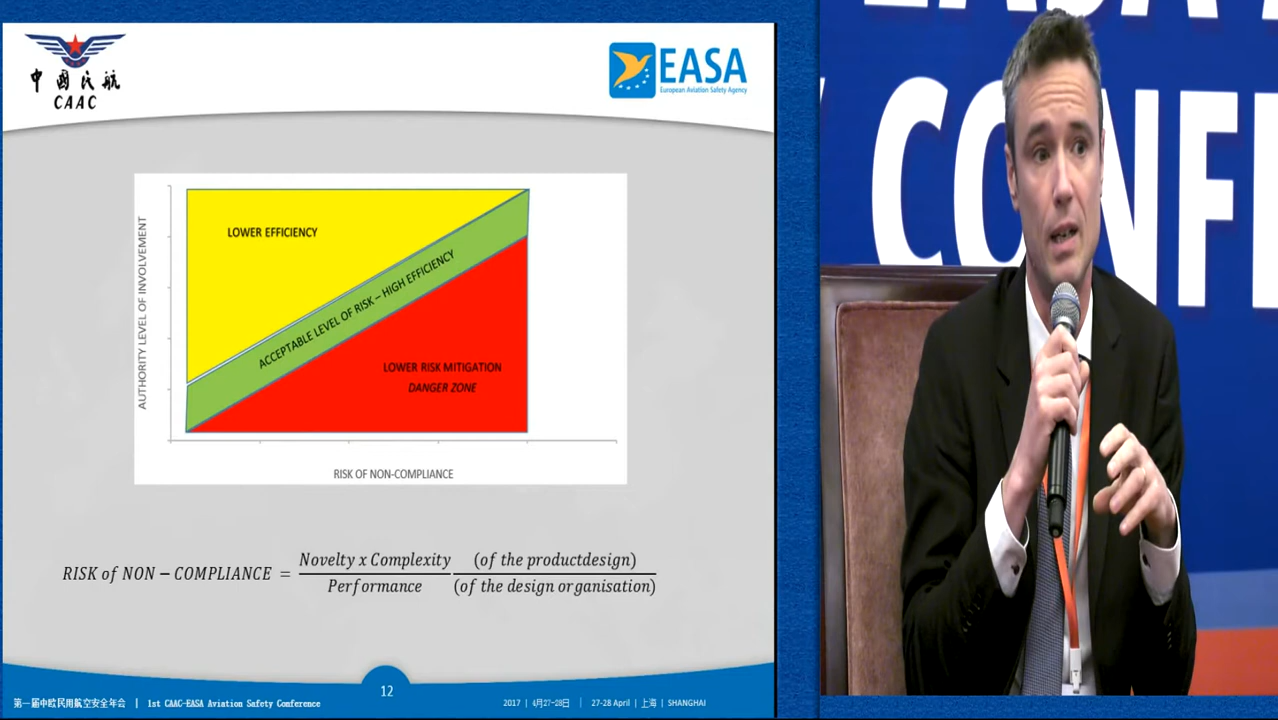 中國民航
CAAC
EASA
European Aviation Safety Agency
AUTHORITY LEVEL OF INVOLVEMENT
LOWER EFFICIENCY
ACCEPTABLE LEVEL OF RISK – HIGH EFFICIENCY
LOWER RISK MITIGATION
DANGER ZONE
RISK OF NON-COMPLIANCE
RISK of NON − COMPLIANCE = Novelty x Complexity (of the productdesign)
Performance (of the design organisation)
12
第一届中欧民用航空安全年会 | 1st CAAC-EASA Aviation Safety Conference
2017 | 4月27-28日 | 27-28 April | 上海 | SHANGHAI
CONF